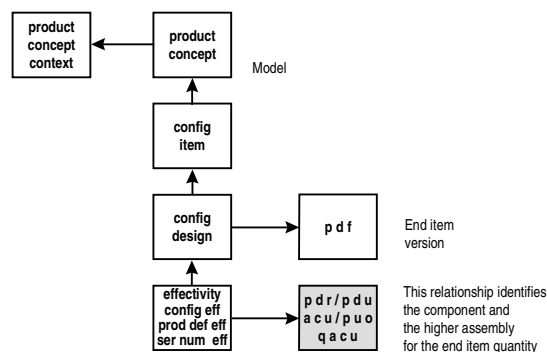 product
concept
context
product
concept
Model
config
item
config
design
p d f
End item
version
effectivity
config eff
prod def eff
ser num eff
p d r / p d u
a c u / p u o
q a c u
This relationship identifies
the component and
the higher assembly
for the end item quantity